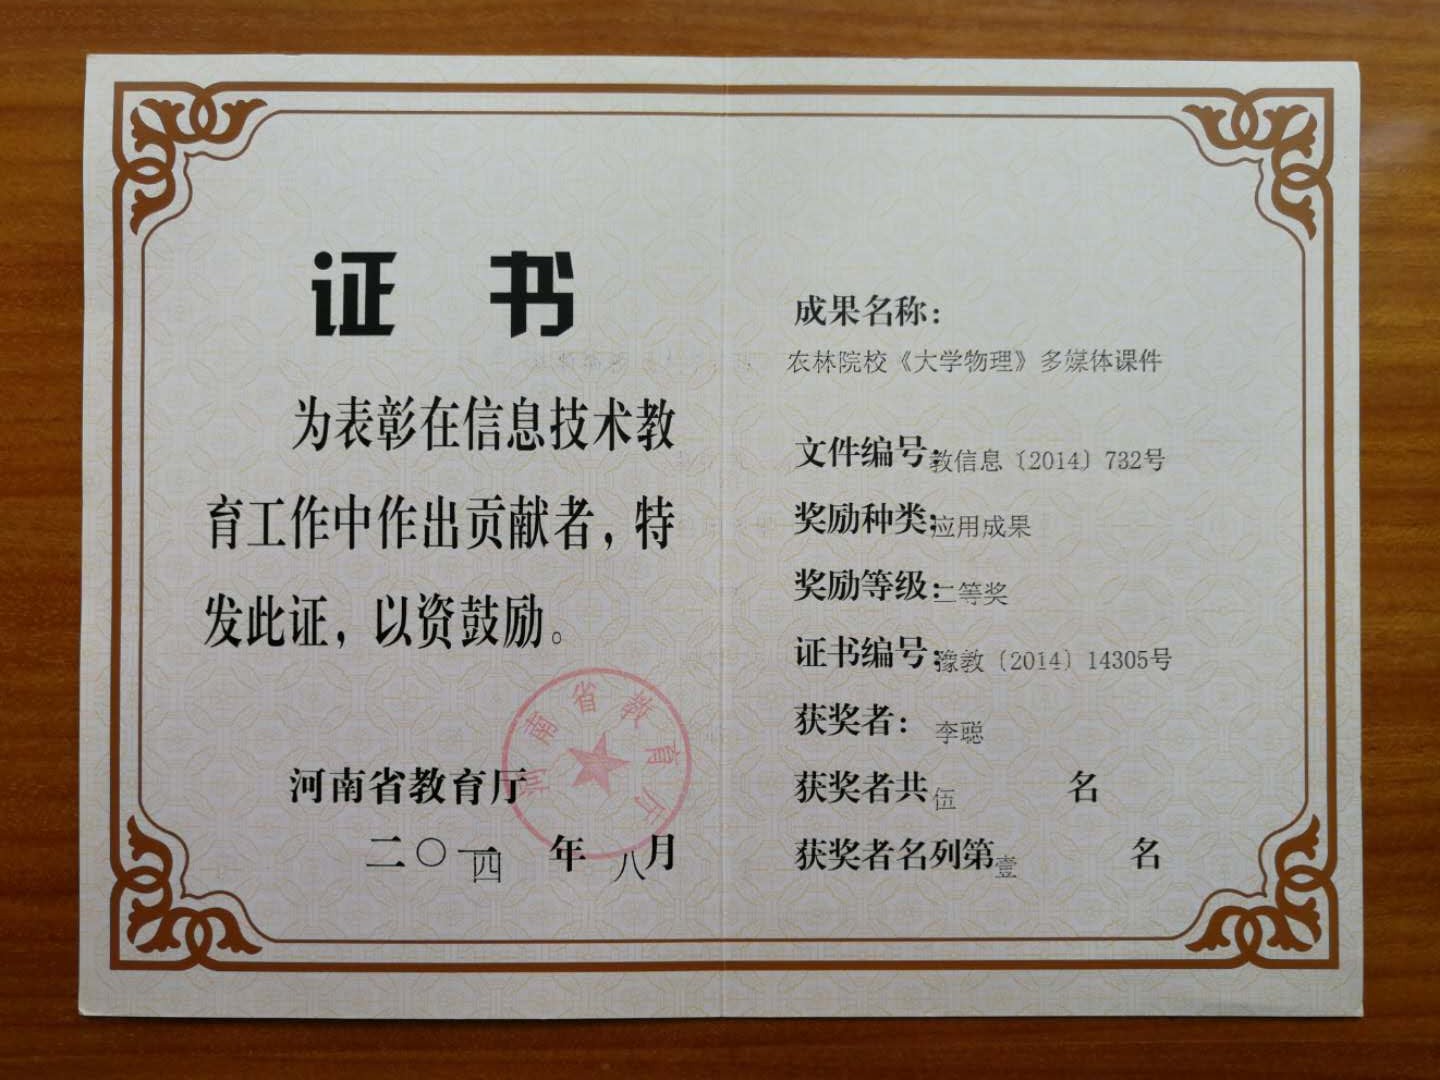 证 书
为表彰在信息技术教
育工作中作出贡献者，特
发此证，以资鼓励。
河南省教育厅
河南省教育厅
二〇一四 年 八月
成果名称：
农林院校《大学物理》多媒体课件
文件编号：教信息〔2014〕732号
奖励种类：应用成果
奖励等级：二等奖
证书编号：豫教〔2014〕14305号
获奖者： 李聪
获奖者共伍 名
获奖者名列第壹 名